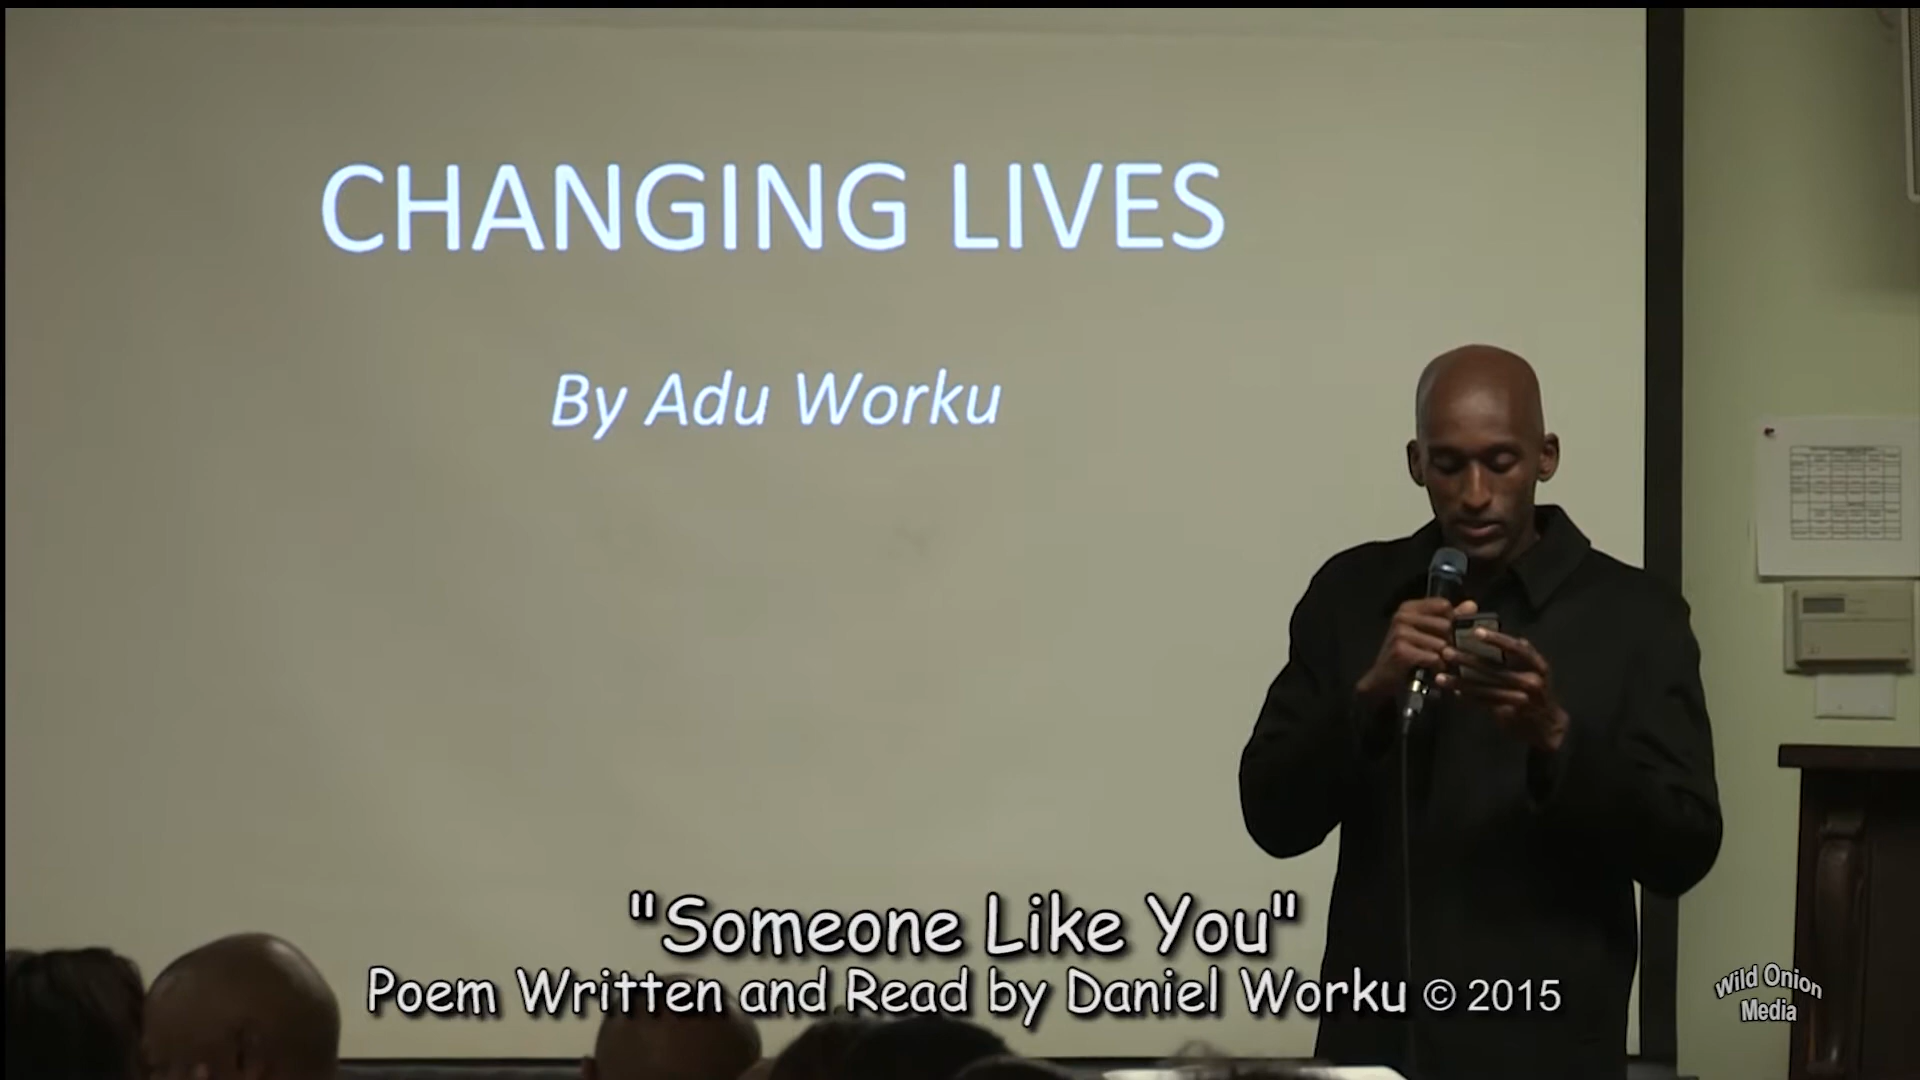 CHANGING LIVES
By Adu Worku
"Someone Like You"
Poem Written and Read by Daniel Worku © 2015
Wild Onion
Media